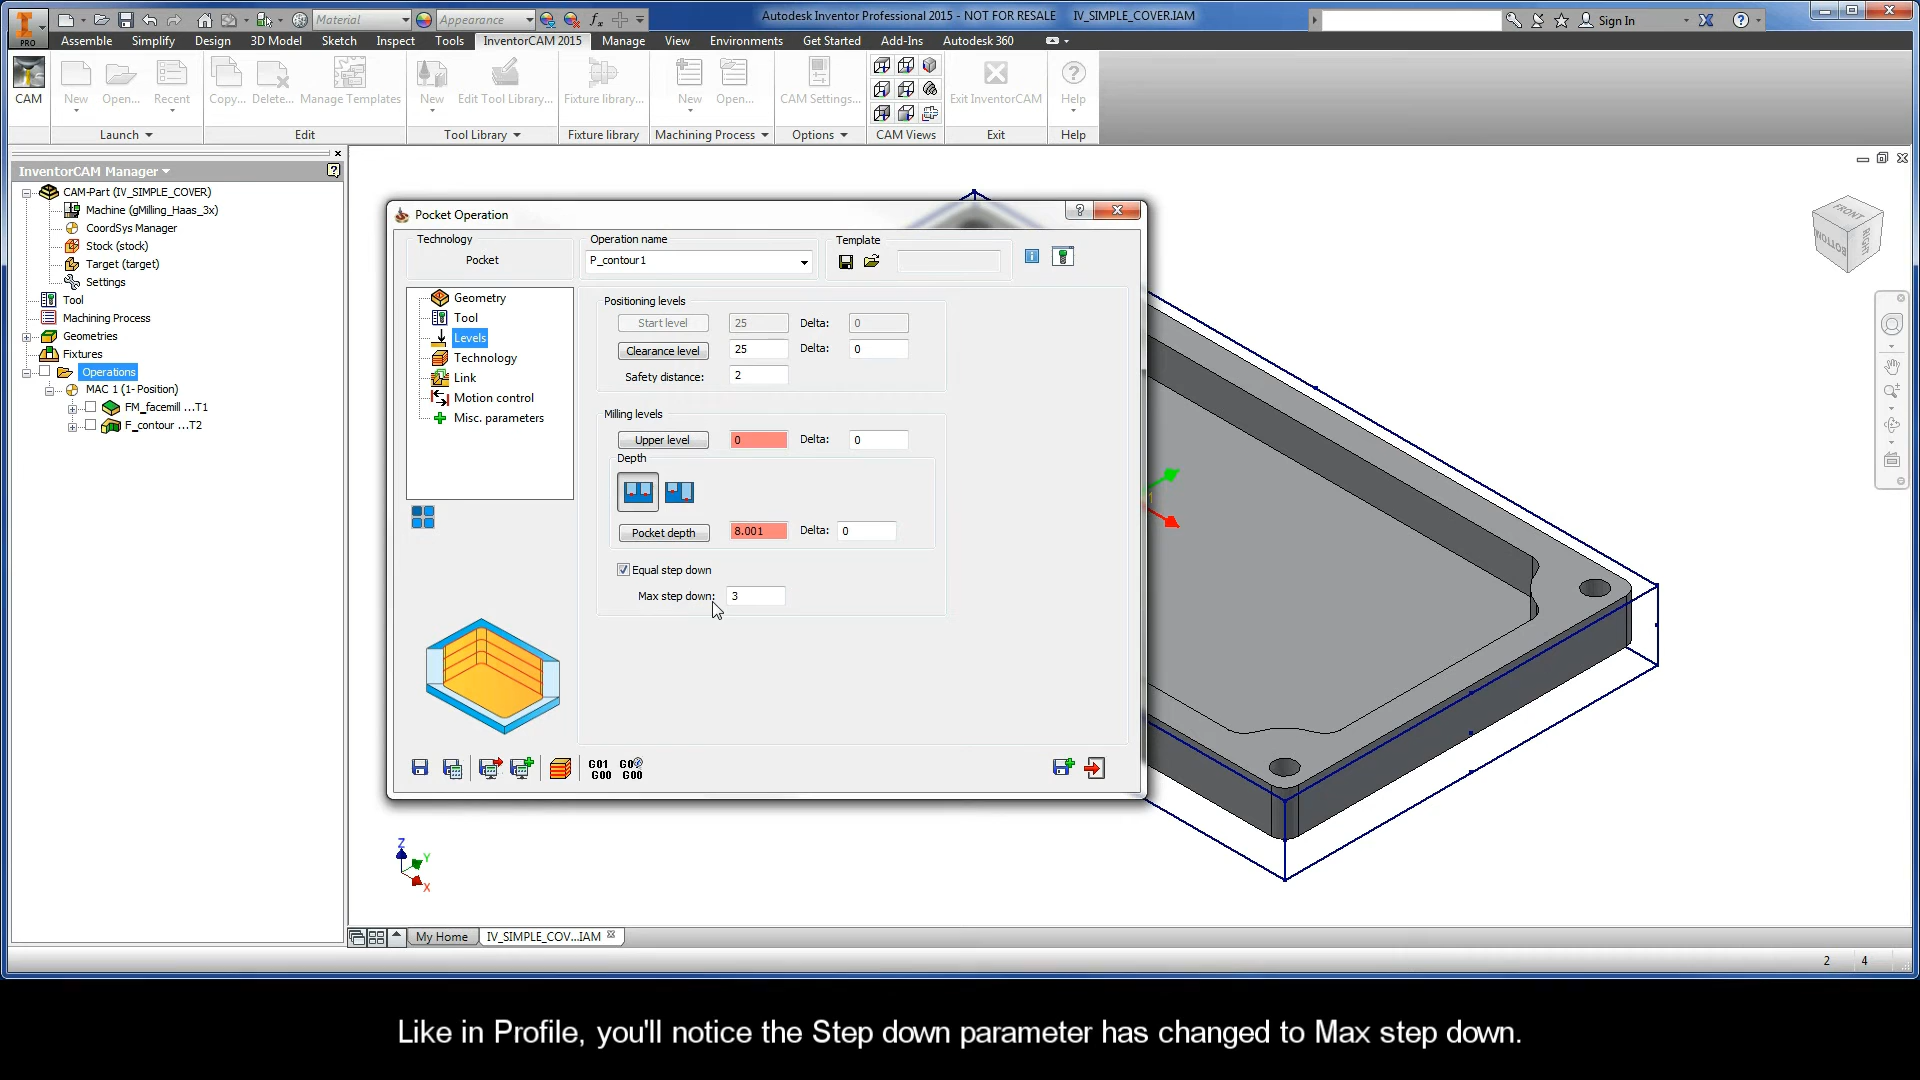 Material
Appearance
Autodesk Inventor Professional 2015 - NOT FOR RESALE IV_SIMPLE_COVER.IAM
Sign In
PRO
Assemble Simplify Design 3D Model Sketch Inspect Tools InventorCAM 2015 Manage View Environments Get Started Add-Ins Autodesk 360
CAM New Open... Recent Copy... Delete... Manage Templates New Edit Tool Library... Fixture library... New Open... CAM Settings... Exit InventorCAM Help
Launch Edit Tool Library Fixture library Machining Process Options CAM Views Exit Help
InventorCAM Manager
CAM-Part (IV_SIMPLE_COVER)
Machine (gMilling_Haas_3x)
CoordSys Manager
Stock (stock)
Target (target)
Settings
Tool
Machining Process
Geometries
Fixtures
Operations
MAC 1 (1- Position)
FM_facemill ...T1
F_contour ...T2
Pocket Operation
Technology
Pocket
Operation name
P_contour1
Template
Geometry
Tool
Levels
Technology
Link
Motion control
Misc. parameters
Positioning levels
Start level 25 Delta: 0
Clearance level 25 Delta: 0
Safety distance: 2
Milling levels
Upper level 0 Delta: 0
Depth
Pocket depth 8.001 Delta: 0
Equal step down
Max step down: 3
G01 G00
G00
FRONT
BOTTOM
RIGHT
1
Z
Y
X
My Home IV_SIMPLE_COV...IAM
2 4
Like in Profile, you'll notice the Step down parameter has changed to Max step down.